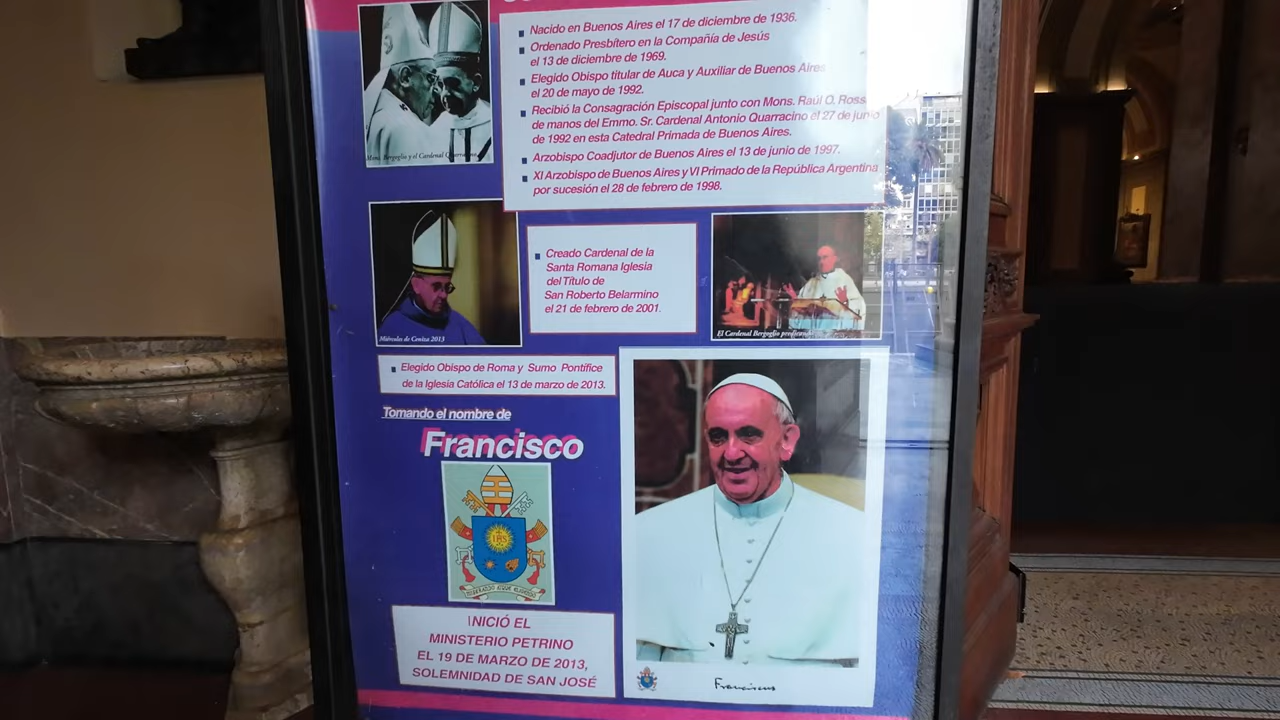 Nacido en Buenos Aires el 17 de diciembre de 1936.
Ordenado Presbítero en la Compañía de Jesús
el 13 de diciembre de 1969.
Elegido Obispo titular de Auca y Auxiliar de Buenos Aires
el 20 de mayo de 1992.
Recibió la Consagración Episcopal junto con Mons. Raúl O. Rossi
de manos del Emmo. Sr. Cardenal Antonio Quarracino el 27 de junio
de 1992 en esta Catedral Primada de Buenos Aires.
Arzobispo Coadjutor de Buenos Aires el 13 de junio de 1997.
XI Arzobispo de Buenos Aires y VI Primado de la República Argentina
por sucesión el 28 de febrero de 1998.
Mons. Bergoglio y el Cardenal Quarracino
Creado Cardenal de la
Santa Romana Iglesia
del Título de
San Roberto Belarmino
el 21 de febrero de 2001.
Miércoles de Ceniza 2013
El Cardenal Bergoglio predicando
Elegido Obispo de Roma y Sumo Pontífice
de la Iglesia Católica el 13 de marzo de 2013.
Tomando el nombre de
Francisco
IHS
INICIÓ EL
MINISTERIO PETRINO
EL 19 DE MARZO DE 2013,
SOLEMNIDAD DE SAN JOSÉ
Franciscus